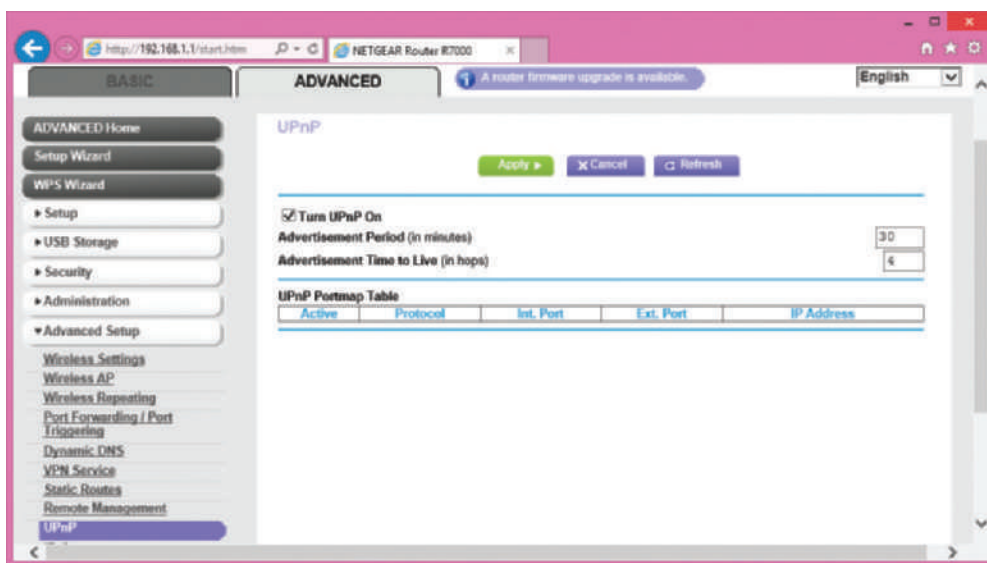 http://192.168.1.1/start.htm
NETGEAR Router R7000
BASIC
ADVANCED
A router firmware upgrade is available.
English
ADVANCED Home
Setup Wizard
WPS Wizard
Setup
USB Storage
Security
Administration
Advanced Setup
Wireless Settings
Wireless AP
Wireless Repeating
Port Forwarding / Port
Triggering
Dynamic DNS
VPN Service
Static Routes
Remote Management
UPnP
UPnP
Apply
Cancel
Refresh
Turn UPnP On
Advertisement Period (in minutes)
30
Advertisement Time to Live (in hops)
4
UPnP Portmap Table
Active Protocol Int. Port Ext. Port IP Address